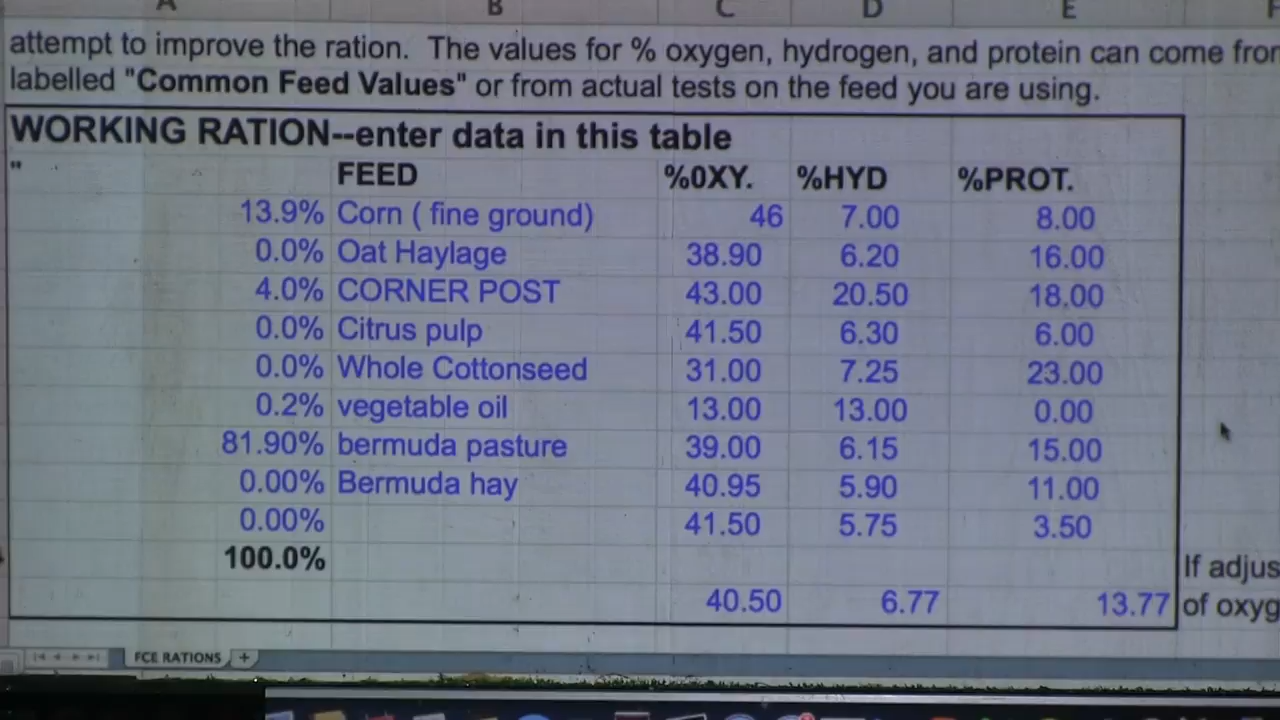 A B C D E F
attempt to improve the ration. The values for % oxygen, hydrogen, and protein can come from
labelled "Common Feed Values" or from actual tests on the feed you are using.
WORKING RATION--enter data in this table
" FEED %0XY. %HYD %PROT.
13.9% Corn ( fine ground) 46 7.00 8.00
0.0% Oat Haylage 38.90 6.20 16.00
4.0% CORNER POST 43.00 20.50 18.00
0.0% Citrus pulp 41.50 6.30 6.00
0.0% Whole Cottonseed 31.00 7.25 23.00
0.2% vegetable oil 13.00 13.00 0.00
81.90% bermuda pasture 39.00 6.15 15.00
0.00% Bermuda hay 40.95 5.90 11.00
0.00% 41.50 5.75 3.50
100.0%
If adjus
40.50 6.77 13.77 of oxyg
FCE RATIONS +